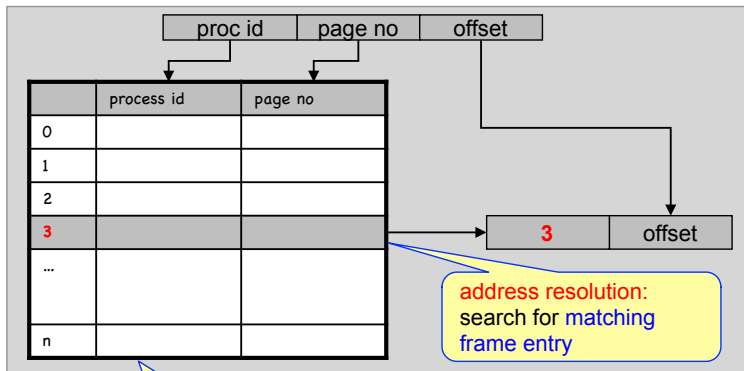 proc id page no offset
process id page no
0
1
2
3
3 offset
...
address resolution:
search for matching
frame entry
n